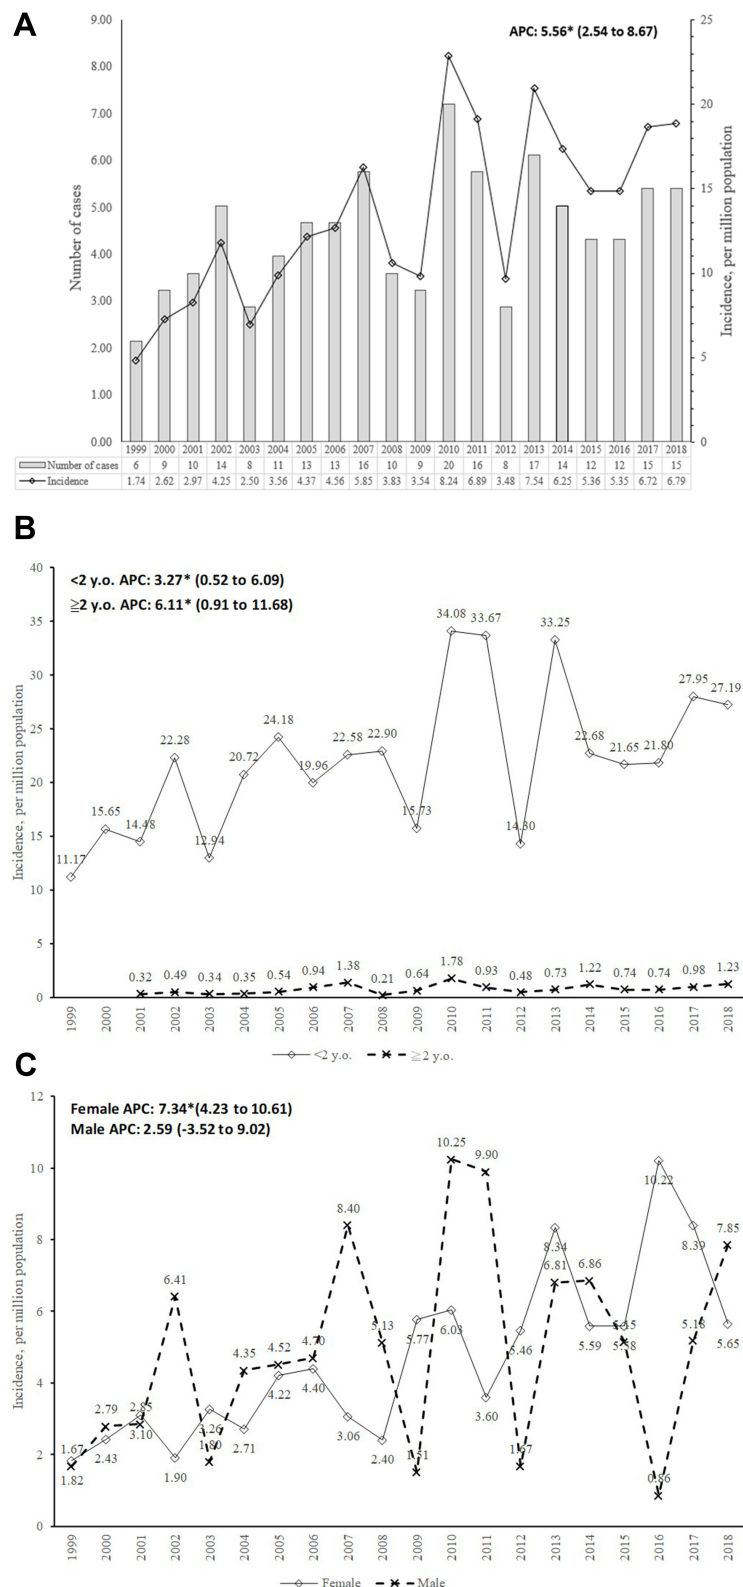 A
APC: 5.56* (2.54 to 8.67)
9.00
8.00
7.00
6.00
5.00
4.00
3.00
2.00
1.00
0.00
Number of cases
25
20
15
10
5
0
Incidence, per million population
1999 2000 2001 2002 2003 2004 2005 2006 2007 2008 2009 2010 2011 2012 2013 2014 2015 2016 2017 2018
Number of cases 6 9 10 14 8 11 13 13 16 10 9 20 16 8 17 14 12 12 15 15
Incidence 1.74 2.62 2.97 4.25 2.50 3.56 4.37 4.56 5.85 3.83 3.54 8.24 6.89 3.48 7.54 6.25 5.36 5.35 6.72 6.79
B
<2 y.o. APC: 3.27* (0.52 to 6.09)
≧2 y.o. APC: 6.11* (0.91 to 11.68)
40
35
30
25
20
15
10
5
0
Incidence, per million population
11.17 15.65 14.48 22.28 12.94 20.72 24.18 19.96 22.58 22.90 15.73 34.08 33.67 14.30 33.25 22.68 21.65 21.80 27.95 27.19
0.32 0.49 0.34 0.35 0.54 0.94 1.38 0.21 0.64 1.78 0.93 0.48 0.73 1.22 0.74 0.74 0.98 1.23
1999 2000 2001 2002 2003 2004 2005 2006 2007 2008 2009 2010 2011 2012 2013 2014 2015 2016 2017 2018
<2 y.o. ≧2 y.o.
C
Female APC: 7.34*(4.23 to 10.61)
Male APC: 2.59 (-3.52 to 9.02)
12
10
8
6
4
2
0
Incidence, per million population
1.67 2.79 2.85 6.41 1.80 4.35 4.52 4.70 8.40 5.13 1.51 10.25 9.90 1.67 6.81 6.86 5.15 0.86 5.18 7.85
1.82 2.43 3.10 1.90 3.26 2.71 4.22 4.40 3.06 2.40 5.77 6.03 3.60 5.46 8.34 5.59 5.58 10.22 8.39 5.65
1999 2000 2001 2002 2003 2004 2005 2006 2007 2008 2009 2010 2011 2012 2013 2014 2015 2016 2017 2018
Female Male